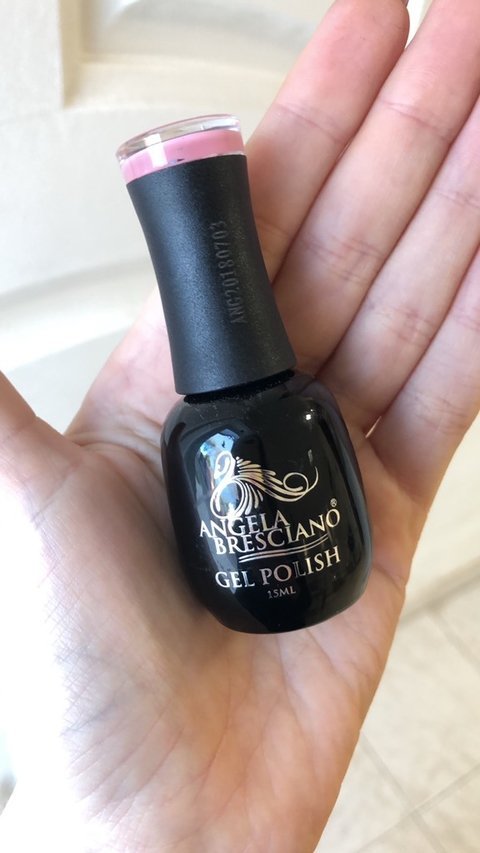 ANG20180703
ANGELA
BRESCIANO®
GEL POLISH
15ML